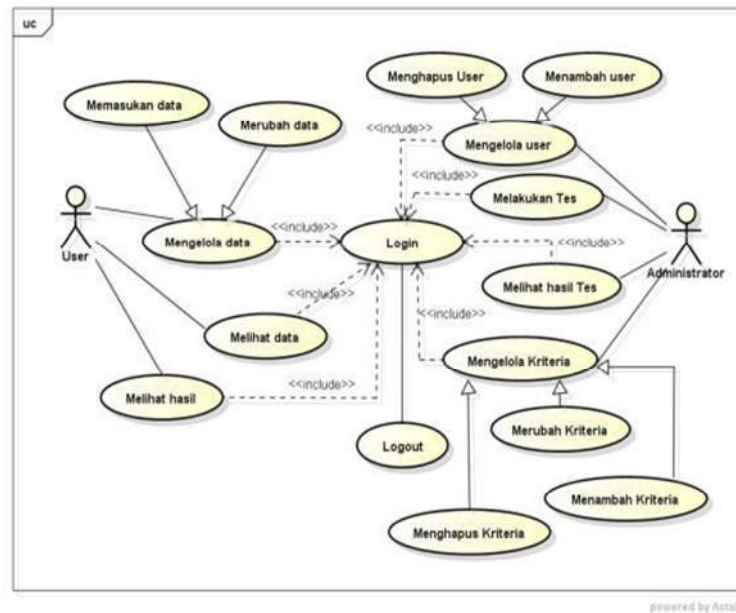 uc
Menghapus User
Menambah user
Memasukan data
Merubah data
<<include>>
Mengelola user
<<include>>
Melakukan Tes
User
Mengelola data
<<include>>
Login
Administrator
<<include>>
Melihat hasil Tes
<<include>>
<<include>>
Melihat data
Mengelola Kriteria
<<include>>
Melihat hasil
Merubah Kriteria
Logout
Menambah Kriteria
Menghapus Kriteria
powered by Asta